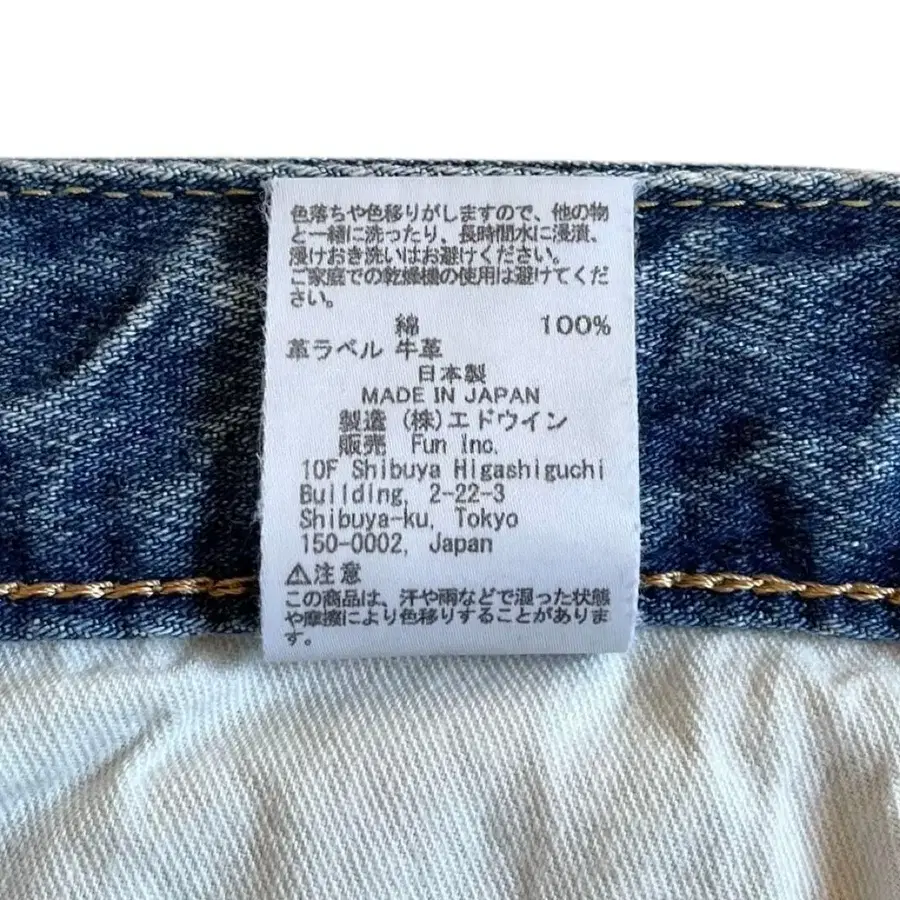 色落ちや色移りがしますので、他の物
と一緒に洗ったり、長時間水に浸漬、
浸けおき洗いはお避けください。
ご家庭での乾燥機の使用は避けてくだ
さい。
綿 100%
革ラベル 牛革
日本製
MADE IN JAPAN
製造 (株)エドウイン
販売 Fun Inc.
10F Shibuya Higashiguchi
Building, 2-22-3
Shibuya-ku, Tokyo
150-0002, Japan
⚠注意
この商品は、汗や雨などで湿った状態
や摩擦により色移りすることがありま
す。